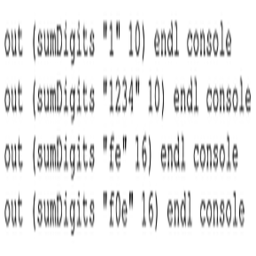 out (sumDigits "1" 10) endl console
out (sumDigits "1234" 10) endl console
out (sumDigits "fe" 16) endl console
out (sumDigits "f0e" 16) endl console